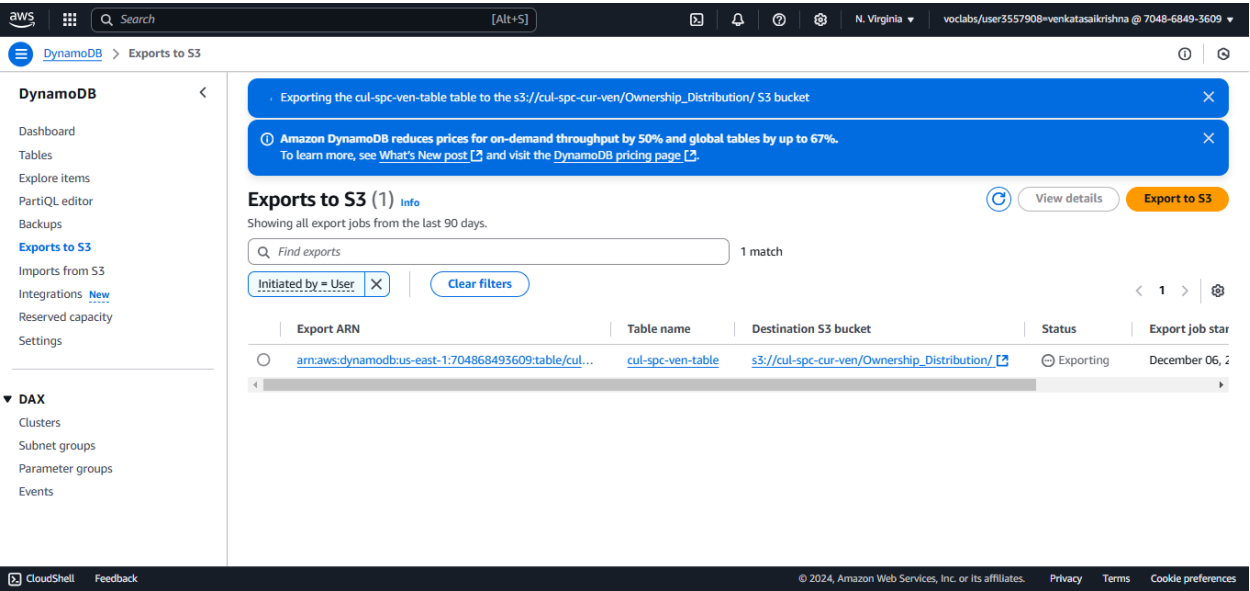 aws
Search [Alt+S]
N. Virginia ▼
voclabs/user3557908=venkatasaikrishna @ 7048-6849-3609 ▼
DynamoDB > Exports to S3
DynamoDB
Dashboard
Tables
Explore items
PartiQL editor
Backups
Exports to S3
Imports from S3
Integrations New
Reserved capacity
Settings
▼ DAX
Clusters
Subnet groups
Parameter groups
Events
Exporting the cul-spc-ven-table table to the s3://cul-spc-cur-ven/Ownership_Distribution/ S3 bucket
Amazon DynamoDB reduces prices for on-demand throughput by 50% and global tables by up to 67%.
To learn more, see What's New post and visit the DynamoDB pricing page.
Exports to S3 (1) Info
View details
Export to S3
Showing all export jobs from the last 90 days.
Find exports
1 match
Initiated by = User
Clear filters
< 1 >
Export ARN Table name Destination S3 bucket Status Export job star
arn:aws:dynamodb:us-east-1:704868493609:table/cul... cul-spc-ven-table s3://cul-spc-cur-ven/Ownership_Distribution/ Exporting December 06, 2
CloudShell Feedback
© 2024, Amazon Web Services, Inc. or its affiliates. Privacy Terms Cookie preferences